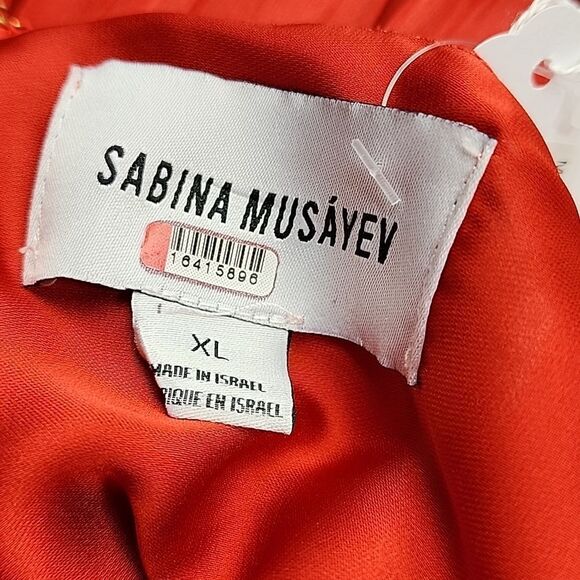 SABINA MUSÁYEV
16415896
XL
MADE IN ISRAEL
RIQUE EN ISRAEL